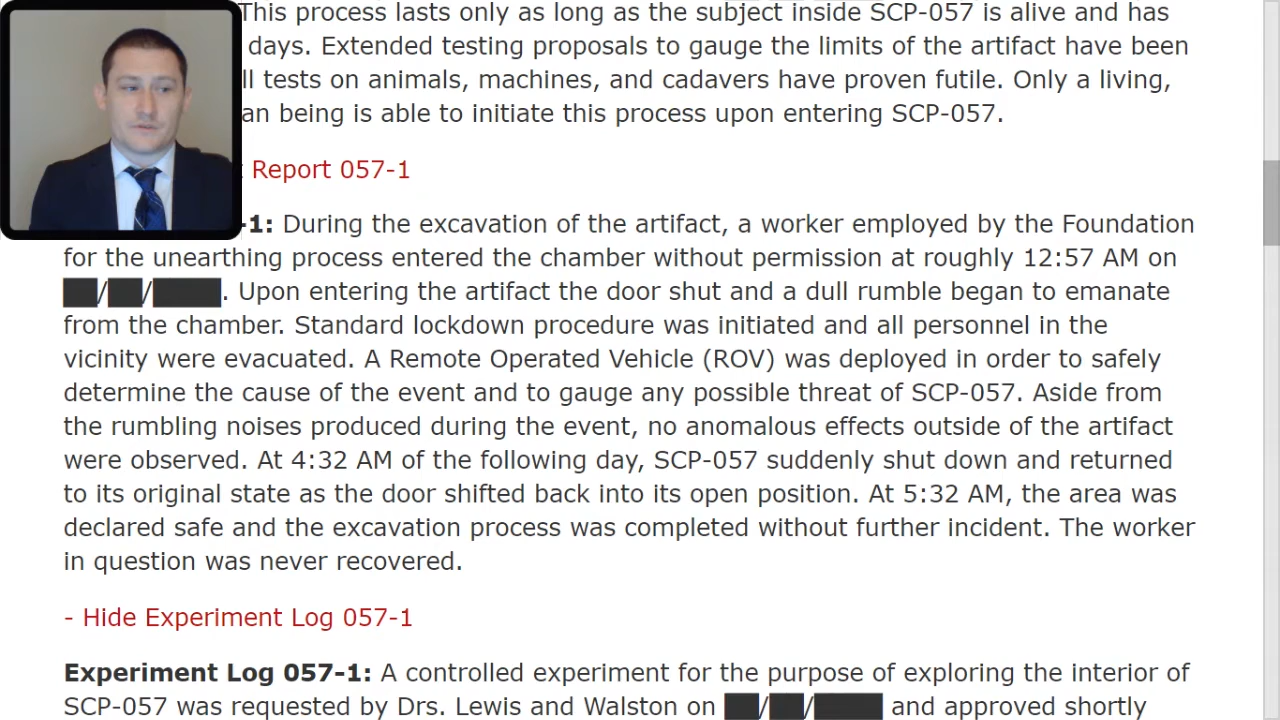 This process lasts only as long as the subject inside SCP-057 is alive and has
days. Extended testing proposals to gauge the limits of the artifact have been
tests on animals, machines, and cadavers have proven futile. Only a living,
being is able to initiate this process upon entering SCP-057.
Report 057-1
-1: During the excavation of the artifact, a worker employed by the Foundation
for the unearthing process entered the chamber without permission at roughly 12:57 AM on
██/██/████. Upon entering the artifact the door shut and a dull rumble began to emanate
from the chamber. Standard lockdown procedure was initiated and all personnel in the
vicinity were evacuated. A Remote Operated Vehicle (ROV) was deployed in order to safely
determine the cause of the event and to gauge any possible threat of SCP-057. Aside from
the rumbling noises produced during the event, no anomalous effects outside of the artifact
were observed. At 4:32 AM of the following day, SCP-057 suddenly shut down and returned
to its original state as the door shifted back into its open position. At 5:32 AM, the area was
declared safe and the excavation process was completed without further incident. The worker
in question was never recovered.
- Hide Experiment Log 057-1
Experiment Log 057-1: A controlled experiment for the purpose of exploring the interior of
SCP-057 was requested by Drs. Lewis and Walston on ██/██/████ and approved shortly